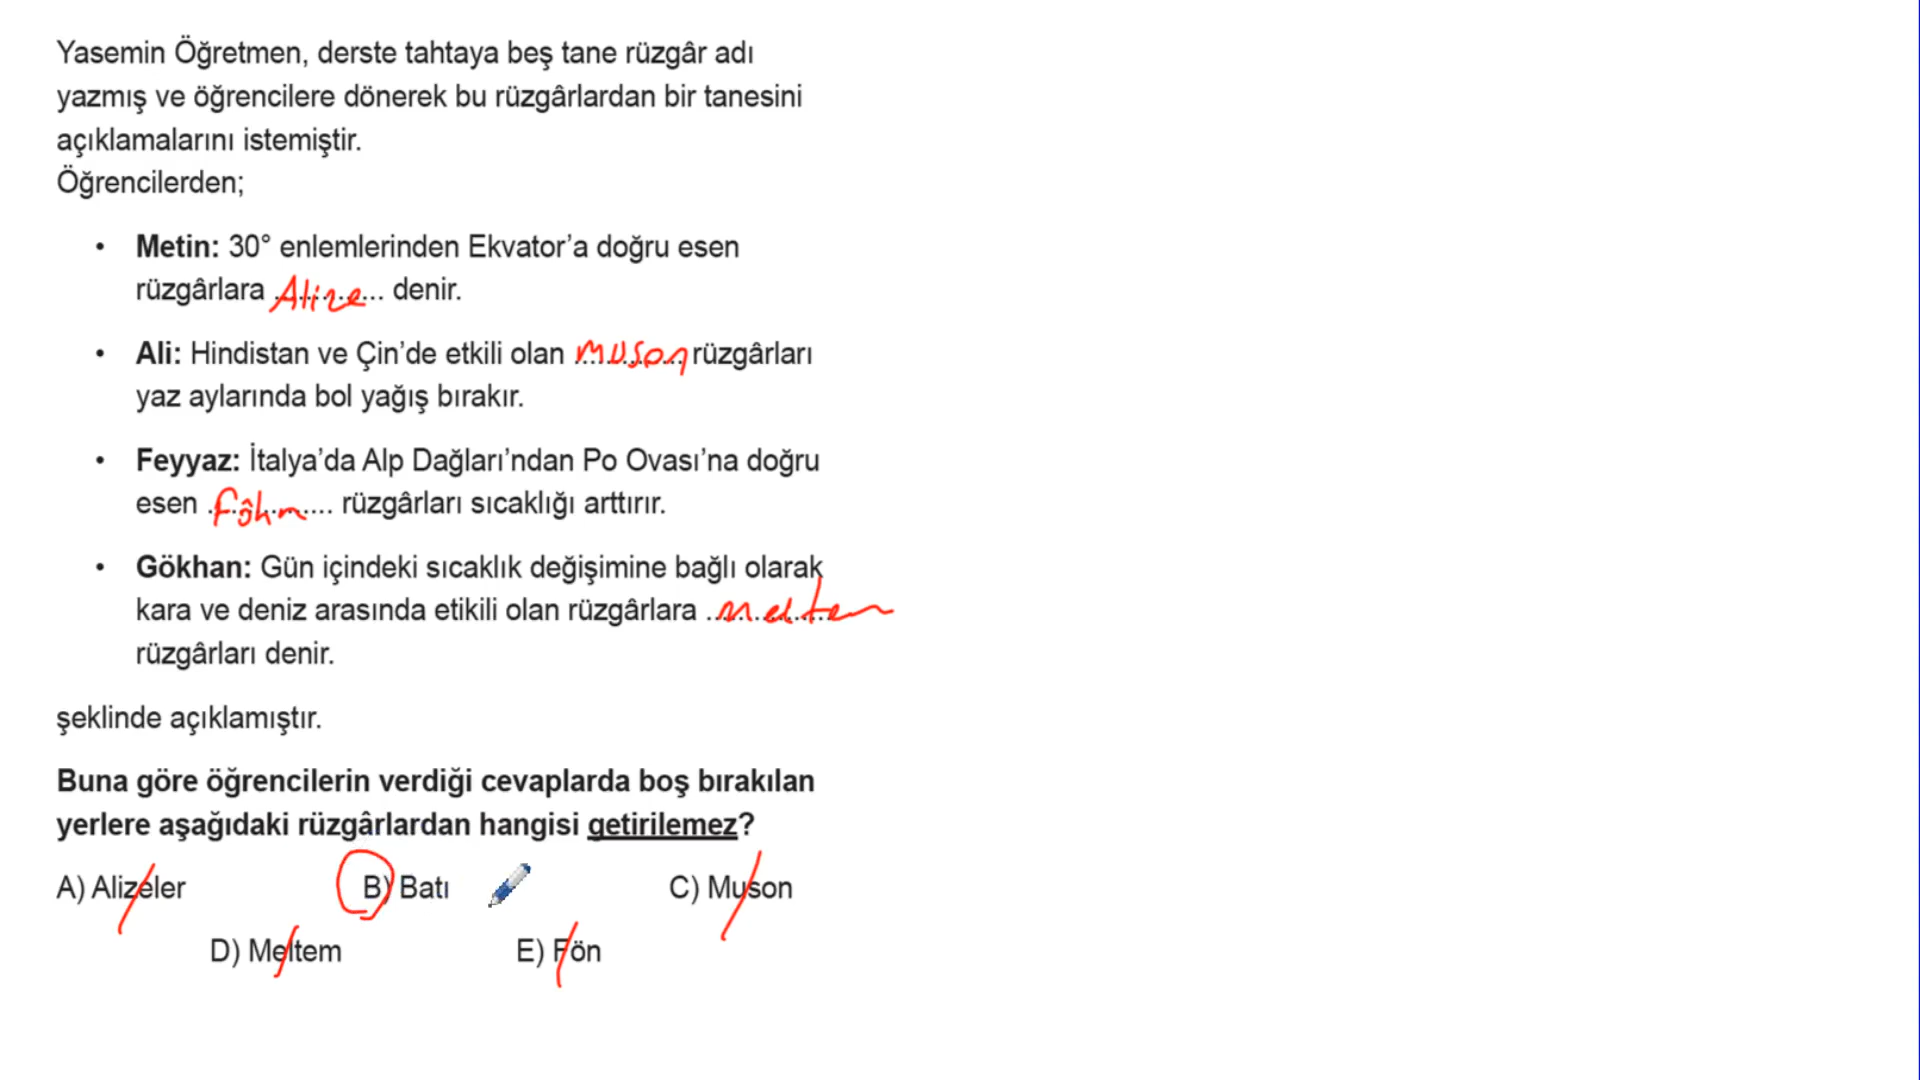 Yasemin Öğretmen, derste tahtaya beş tane rüzgâr adı
yazmış ve öğrencilere dönerek bu rüzgârlardan bir tanesini
açıklamalarını istemiştir.
Öğrencilerden;
• Metin: 30° enlemlerinden Ekvator’a doğru esen
rüzgârlara Alize denir.
• Ali: Hindistan ve Çin’de etkili olan muson rüzgârları
yaz aylarında bol yağış bırakır.
• Feyyaz: İtalya’da Alp Dağları’ndan Po Ovası’na doğru
esen föhn rüzgârları sıcaklığı arttırır.
• Gökhan: Gün içindeki sıcaklık değişimine bağlı olarak
kara ve deniz arasında etikili olan rüzgârlara meltem
rüzgârları denir.
şeklinde açıklamıştır.
Buna göre öğrencilerin verdiği cevaplarda boş bırakılan
yerlere aşağıdaki rüzgârlardan hangisi getirilemez?
A) Alizeler B) Batı C) Muson
D) Meltem E) Fön